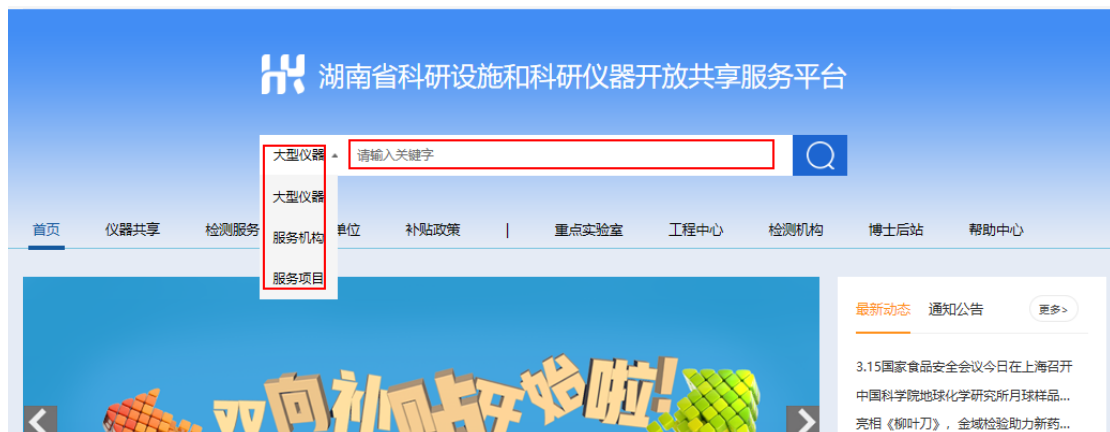 湖南省科研设施和科研仪器开放共享服务平台
大型仪器 请输入关键字
大型仪器
首页 仪器共享 检测服务 单位 补贴政策 | 重点实验室 工程中心 检测机构 博士后站 帮助中心
服务机构
服务项目
最新动态 通知公告 更多>
3.15国家食品安全会议今日在上海召开
中国科学院地球化学研究所月球样品...
亮相《柳叶刀》，金域检验助力新药...
双向补贴开始啦!